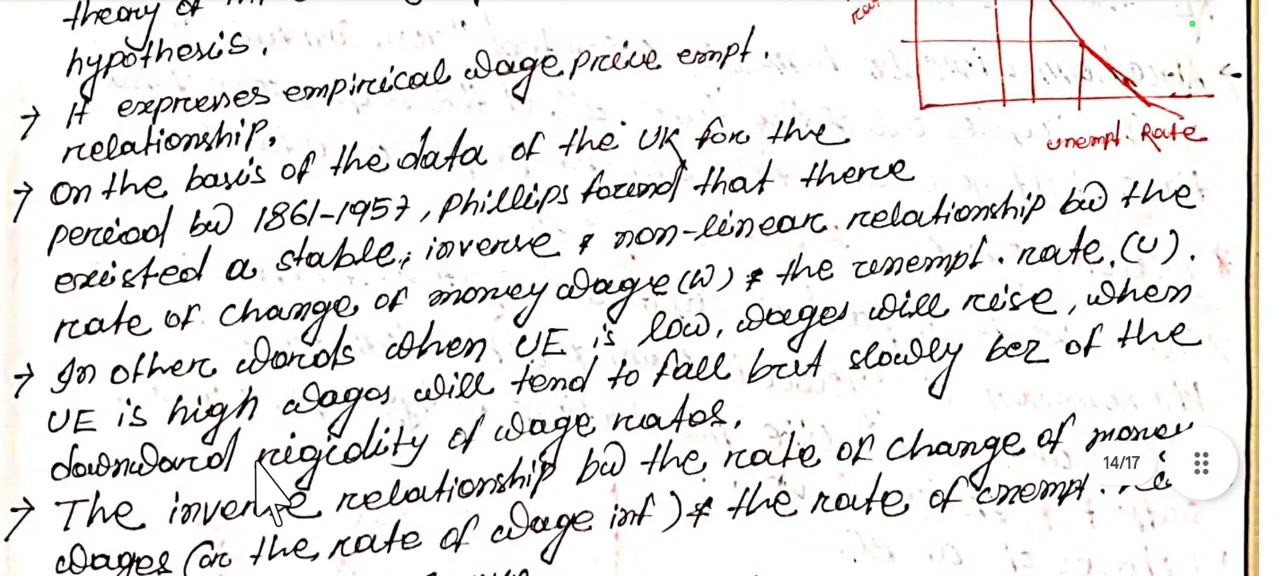 theory of
hypothesis.
→ It expresses empirical wage price empt.
relationship.
→ On the basis of the data of the UK for the
period bw 1861-1957, Phillips found that there
existed a stable, inverse & non-linear relationship bw the
rate of change of money wage (W) & the unempt. rate. (U).
→ In other words when UE is low, wages will rise, when
UE is high wages will tend to fall but slowly bcz of the
downward rigidity of wage rates.
→ The inverse relationship bw the rate of change of money
wages (or the rate of wage inf) & the rate of unempt.
unempt. Rate
14/17